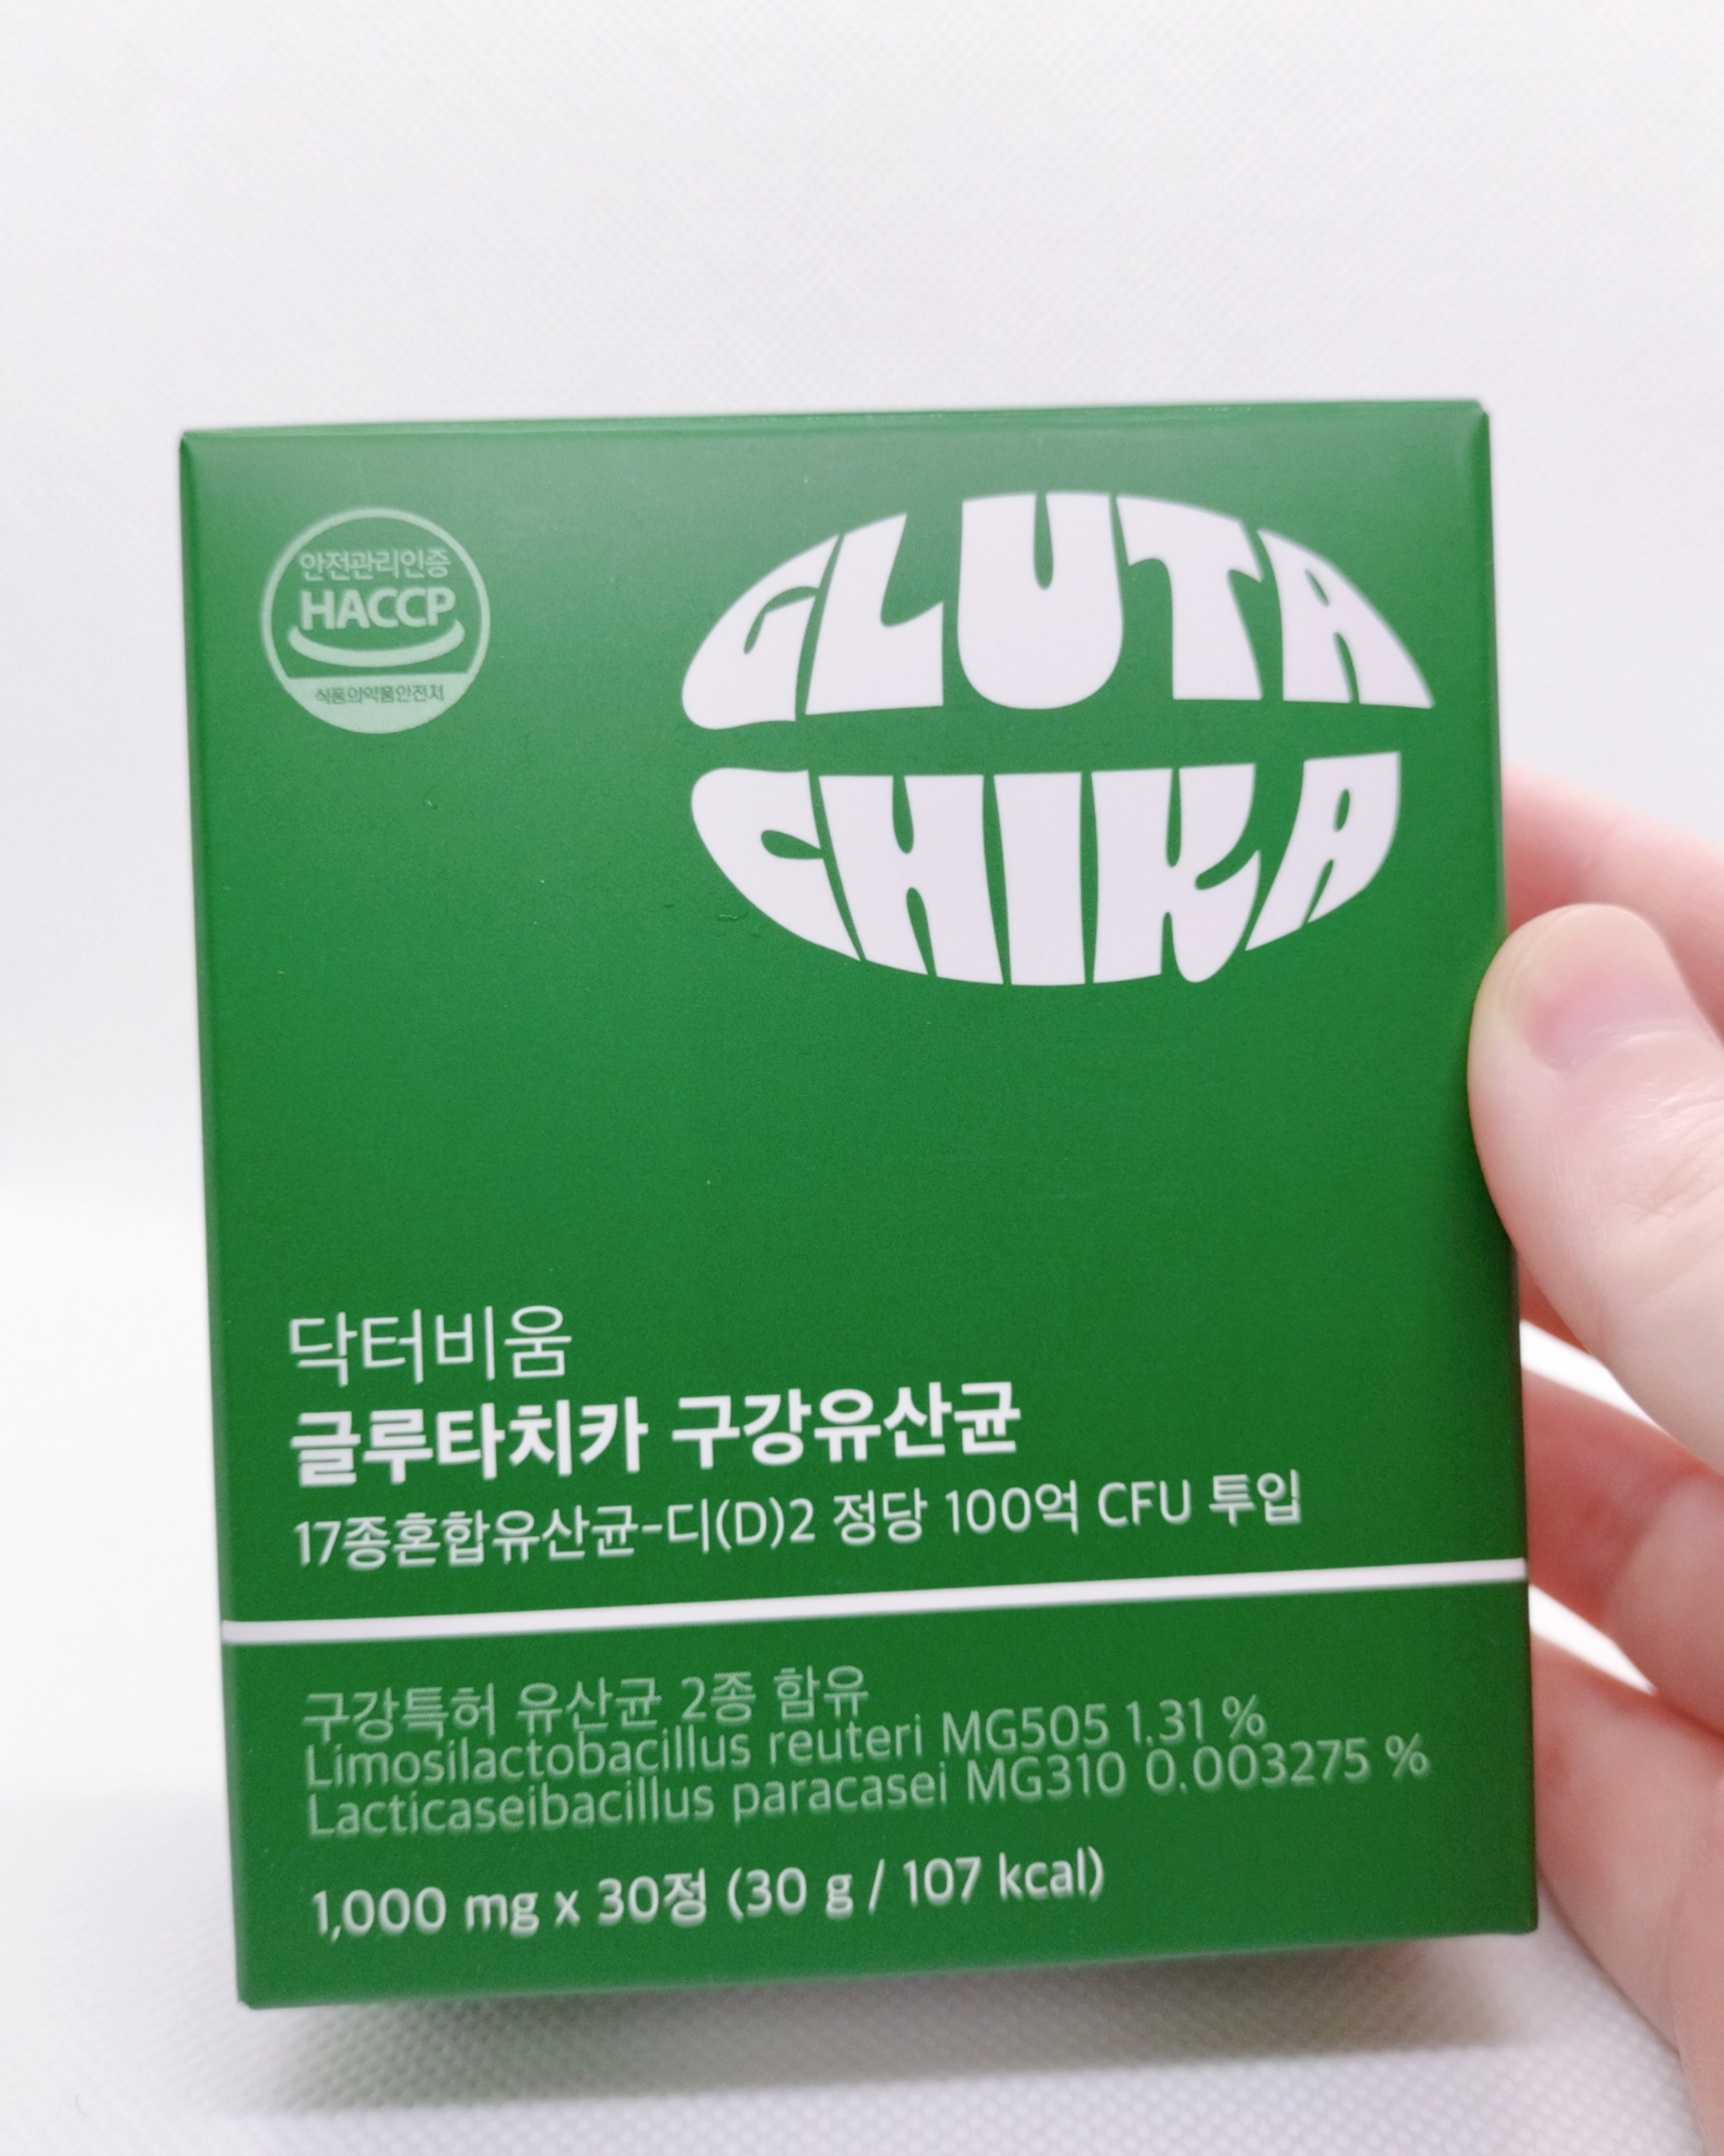 안전관리인증
HACCP
식품의약품안전처
GLUTA
CHIKA
닥터비움
글루타치카 구강유산균
17종혼합유산균-디(D)2 정당 100억 CFU 투입
구강특허 유산균 2종 함유
Limosilactobacillus reuteri MG505 1.31 %
Lacticaseibacillus paracasei MG310 0.003275 %
1,000 mg x 30정 (30 g / 107 kcal)